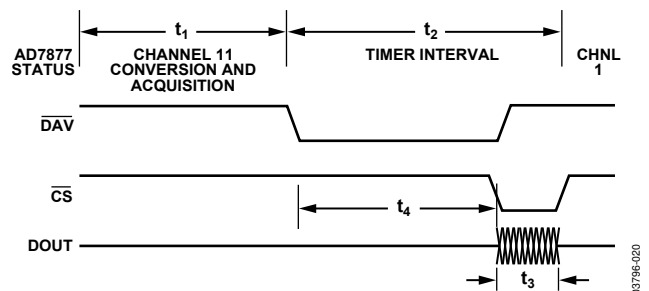 t1
t2
AD7877
STATUS
CHANNEL 11
CONVERSION AND
ACQUISITION
TIMER INTERVAL
CHNL
1
DAV
CS
t4
DOUT
t3
03796-020